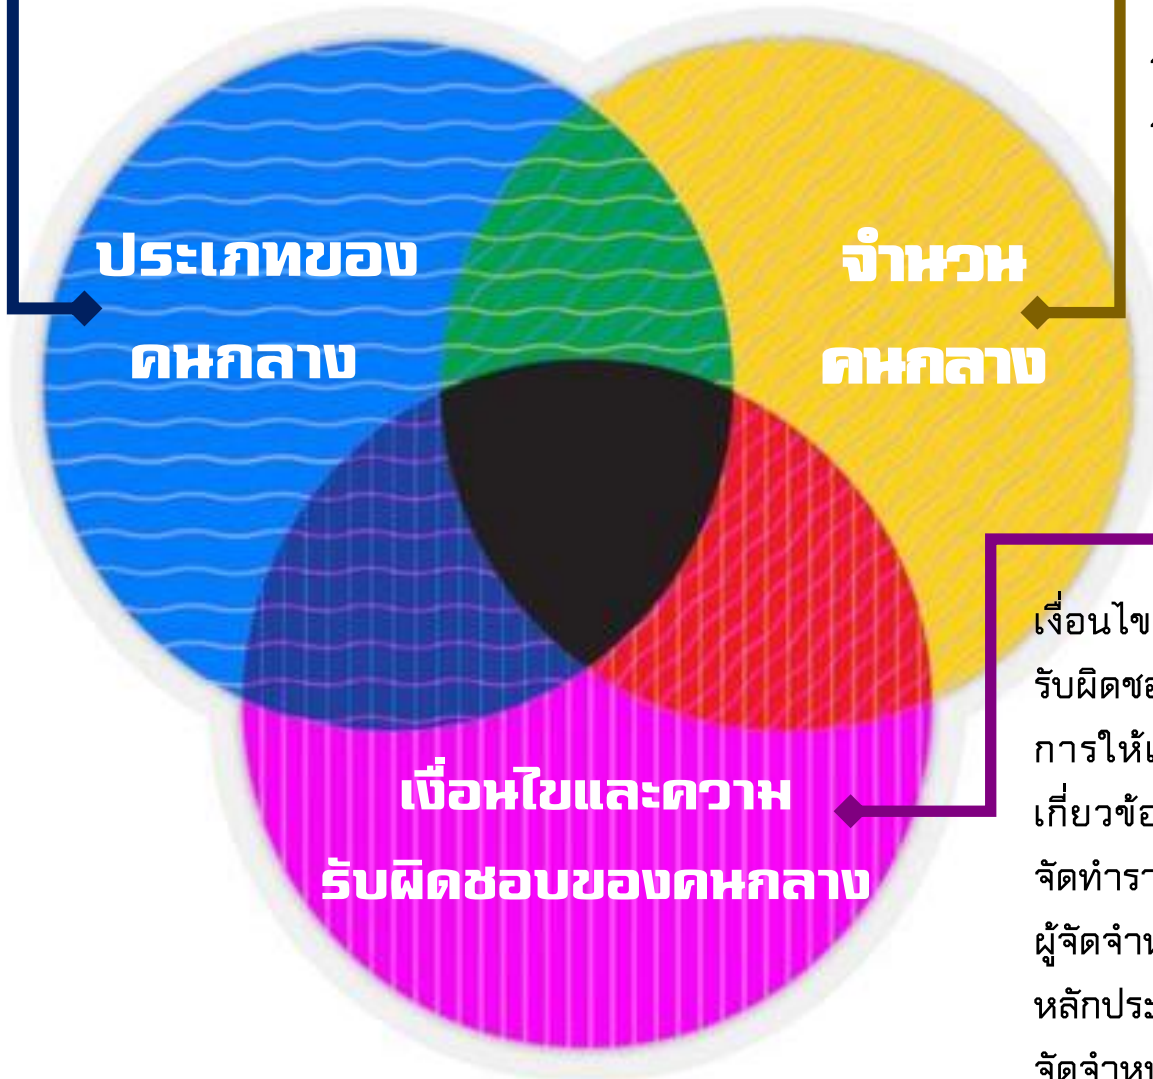 ประเภทของ
คนกลาง
จำนวน
คนกลาง
เงื่อนไขและความ
รับผิดชอบของคนกลาง
เงื่อนไข
รับผิดช
การให้
เกี่ยวข้
จัดทำรา
ผู้จัดจำ
หลักประ
จัดจำห